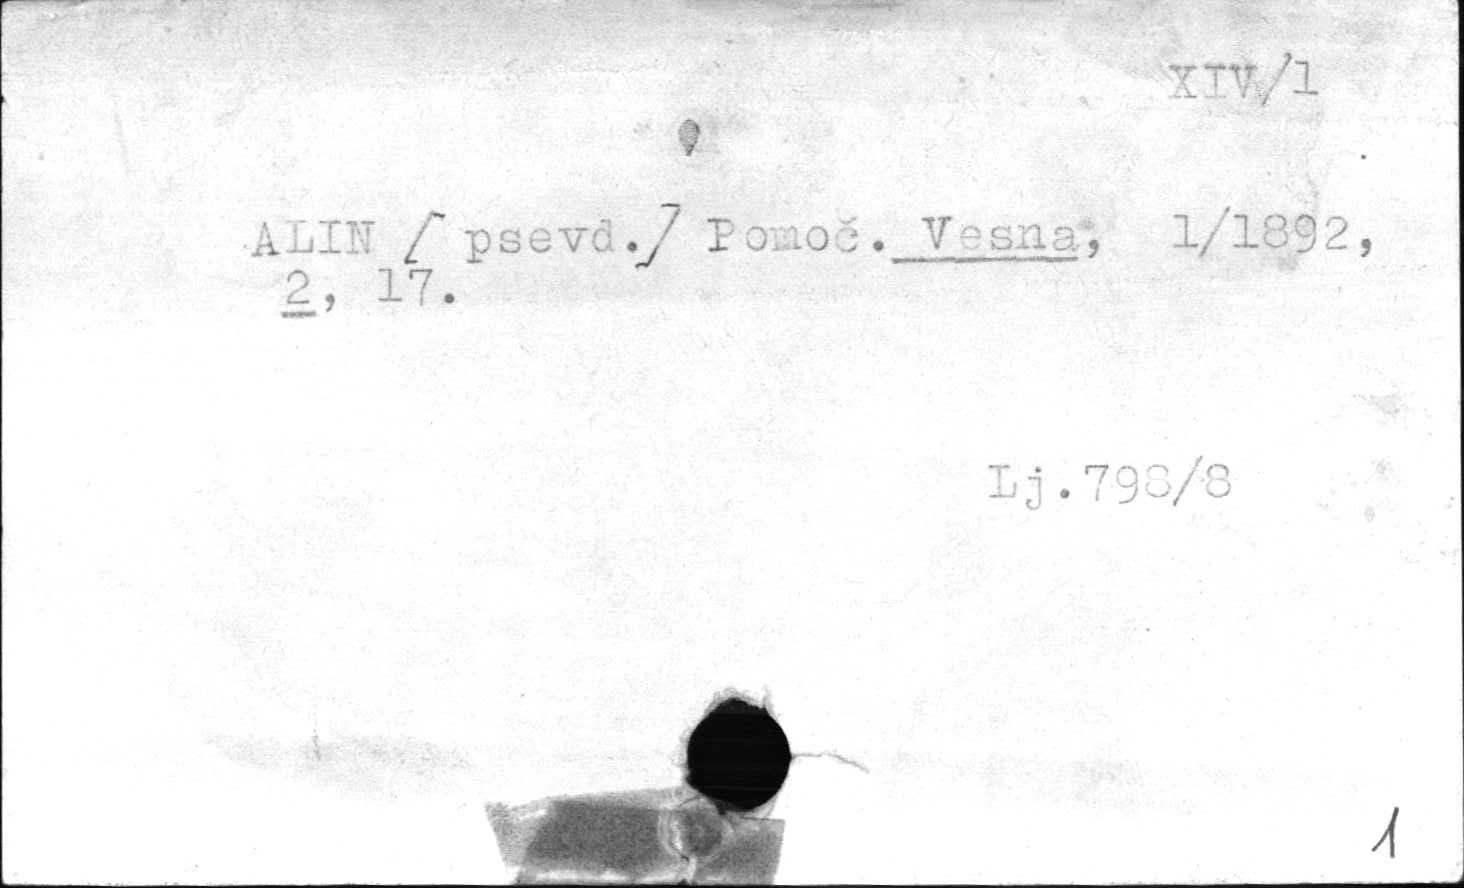 XIV/1
ALIN [ psevd.] Pomoč. Vesna, 1/1892,
2, 17.
Lj.798/8
1